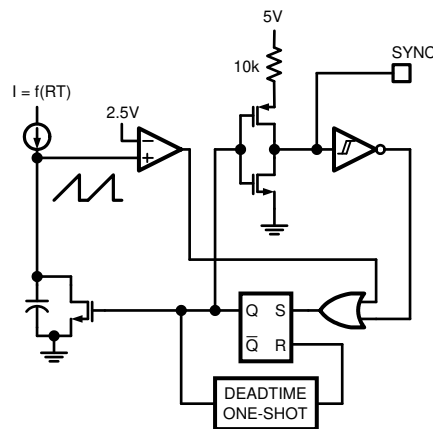 5V
SYNC
10k
I = f(RT)
2.5V
−
+
Q S
Q̅ R
DEADTIME
ONE-SHOT